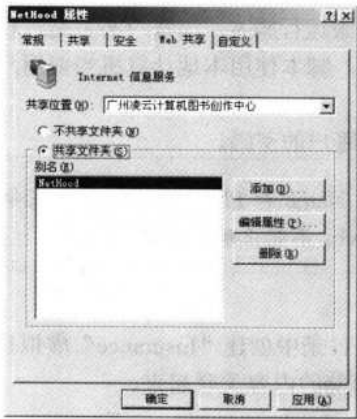 NetHood 属性
常规 共享 安全 Web 共享 自定义
Internet 信息服务
共享位置(H): 广州凌云计算机图书创作中心
不共享文件夹(N)
共享文件夹(S)
别名(E)
NetHood
添加(D)
编辑属性(P)...
删除(R)
确定 取消 应用(A)